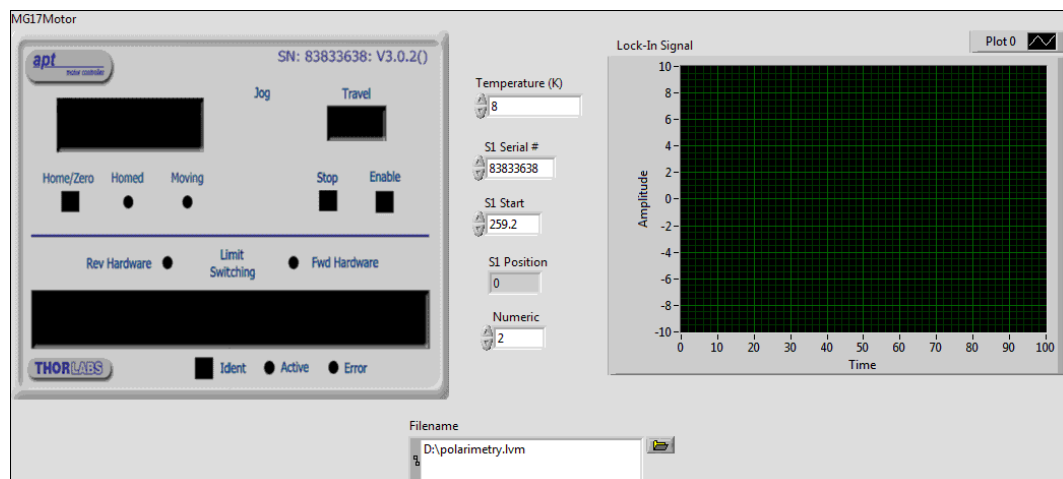 MG17Motor
apt
motor controller
SN: 83833638: V3.0.2()
Jog
Travel
Home/Zero
Homed
Moving
Stop
Enable
Rev Hardware
Limit
Switching
Fwd Hardware
THORLABS
Ident
Active
Error
Temperature (K)
8
S1 Serial #
83833638
S1 Start
259.2
S1 Position
0
Numeric
2
Lock-In Signal
Plot 0
Amplitude
10
8
6
4
2
0
-2
-4
-6
-8
-10
0 10 20 30 40 50 60 70 80 90 100
Time
Filename
D:\polarimetry.lvm